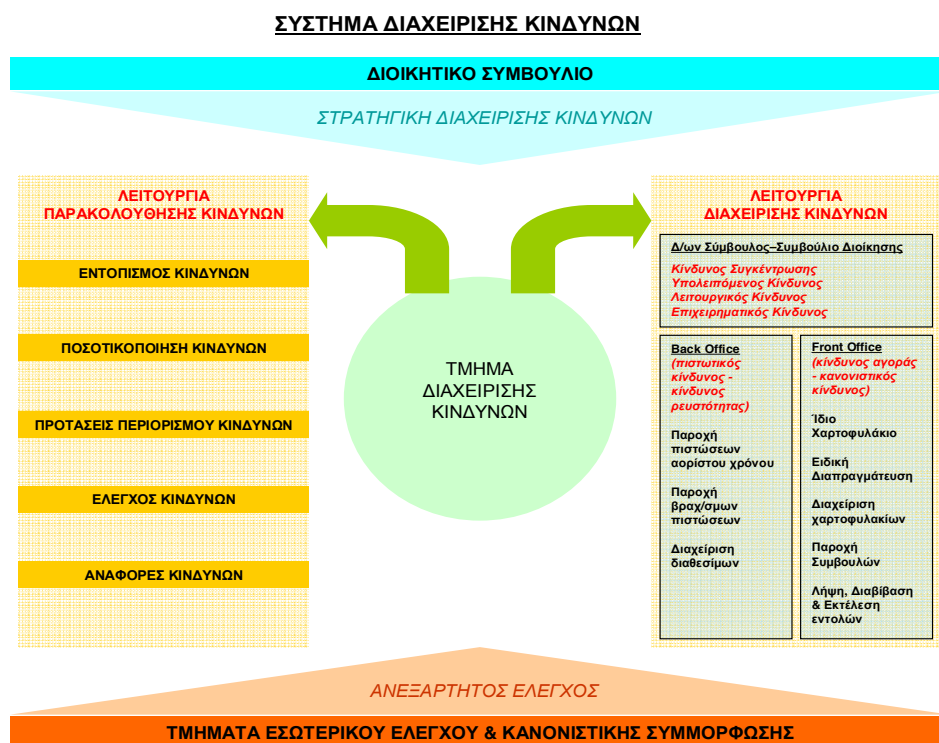 ΣΥΣΤΗΜΑ ΔΙΑΧΕΙΡΙΣΗΣ ΚΙΝΔΥΝΩΝ
ΔΙΟΙΚΗΤΙΚΟ ΣΥΜΒΟΥΛΙΟ
ΣΤΡΑΤΗΓΙΚΗ ΔΙΑΧΕΙΡΙΣΗΣ ΚΙΝΔΥΝΩΝ
ΛΕΙΤΟΥΡΓΙΑ
ΠΑΡΑΚΟΛΟΥΘΗΣΗΣ ΚΙΝΔΥΝΩΝ
ΕΝΤΟΠΙΣΜΟΣ ΚΙΝΔΥΝΩΝ
ΠΟΣΟΤΙΚΟΠΟΙΗΣΗ ΚΙΝΔΥΝΩΝ
ΠΡΟΤΑΣΕΙΣ ΠΕΡΙΟΡΙΣΜΟΥ ΚΙΝΔΥΝΩΝ
ΕΛΕΓΧΟΣ ΚΙΝΔΥΝΩΝ
ΑΝΑΦΟΡΕΣ ΚΙΝΔΥΝΩΝ
ΤΜΗΜΑ
ΔΙΑΧΕΙΡΙΣΗΣ
ΚΙΝΔΥΝΩΝ
ΛΕΙΤΟΥΡΓΙΑ
ΔΙΑΧΕΙΡΙΣΗΣ ΚΙΝΔΥΝΩΝ
Δ/ων Σύμβουλος–Συμβούλιο Διοίκησης
Κίνδυνος Συγκέντρωσης
Υπολειπόμενος Κίνδυνος
Λειτουργικός Κίνδυνος
Επιχειρηματικός Κίνδυνος
Back Office
(πιστωτικός
κίνδυνος -
κίνδυνος
ρευστότητας)
Παροχή
πιστώσεων
αορίστου χρόνου
Παροχή
βραχ/σμων
πιστώσεων
Διαχείριση
διαθεσίμων
Front Office
(κίνδυνος αγοράς
- κανονιστικός
κίνδυνος)
Ίδιο
Χαρτοφυλάκιο
Ειδική
Διαπραγμάτευση
Διαχείριση
χαρτοφυλακίων
Παροχή
Συμβουλών
Λήψη, Διαβίβαση
& Εκτέλεση
εντολών
ΑΝΕΞΑΡΤΗΤΟΣ ΕΛΕΓΧΟΣ
ΤΜΗΜΑΤΑ ΕΣΩΤΕΡΙΚΟΥ ΕΛΕΓΧΟΥ & ΚΑΝΟΝΙΣΤΙΚΗΣ ΣΥΜΜΟΡΦΩΣΗΣ